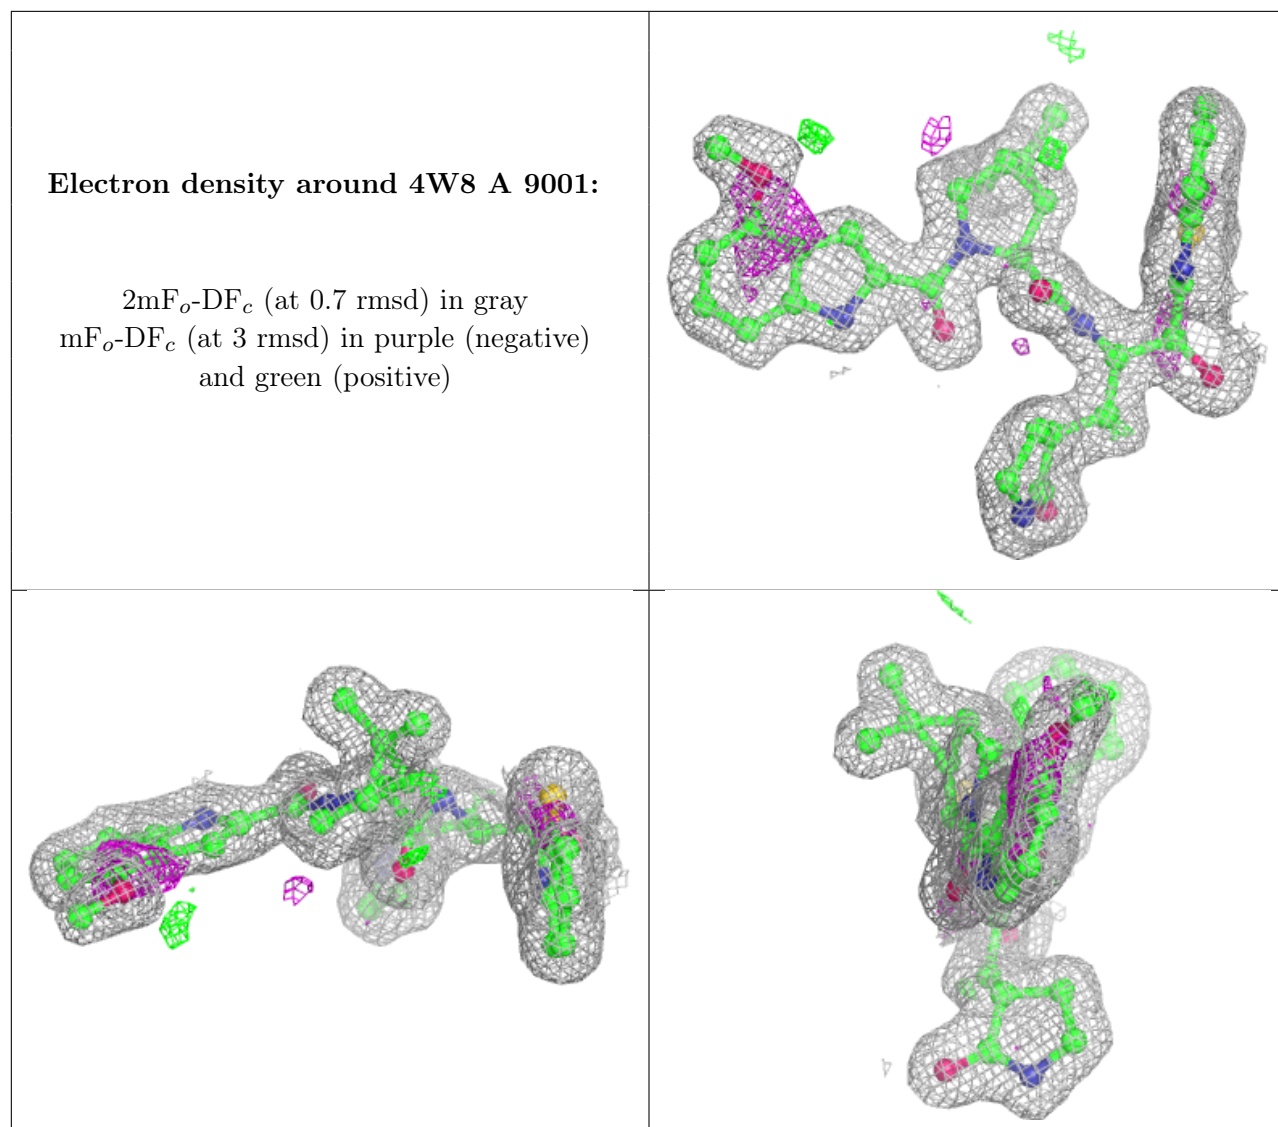 Electron density around 4W8 A 9001:
2mFo-DFc (at 0.7 rmsd) in gray
mFo-DFc (at 3 rmsd) in purple (negative)
and green (positive)